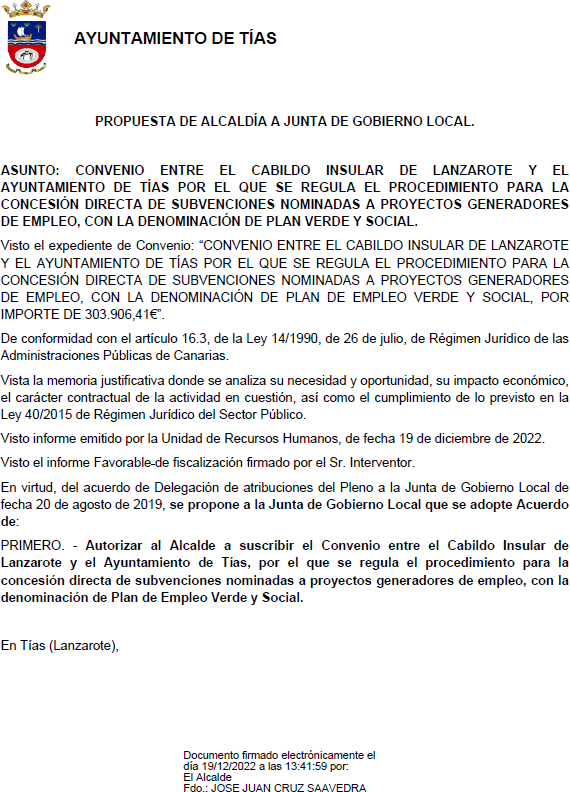 AYUNTAMIENTO DE TÍAS
PROPUESTA DE ALCALDÍA A JUNTA DE GOBIERNO LOCAL.
ASUNTO: CONVENIO ENTRE EL CABILDO INSULAR DE LANZAROTE Y EL
AYUNTAMIENTO DE TÍAS POR EL QUE SE REGULA EL PROCEDIMIENTO PARA LA
CONCESIÓN DIRECTA DE SUBVENCIONES NOMINADAS A PROYECTOS GENERADORES
DE EMPLEO, CON LA DENOMINACIÓN DE PLAN VERDE Y SOCIAL.
Visto el expediente de Convenio: “CONVENIO ENTRE EL CABILDO INSULAR DE LANZAROTE
Y EL AYUNTAMIENTO DE TÍAS POR EL QUE SE REGULA EL PROCEDIMIENTO PARA LA
CONCESIÓN DIRECTA DE SUBVENCIONES NOMINADAS A PROYECTOS GENERADORES
DE EMPLEO, CON LA DENOMINACIÓN DE PLAN DE EMPLEO VERDE Y SOCIAL, POR
IMPORTE DE 303.906,41€”.
De conformidad con el artículo 16.3, de la Ley 14/1990, de 26 de julio, de Régimen Jurídico de las
Administraciones Públicas de Canarias.
Vista la memoria justificativa donde se analiza su necesidad y oportunidad, su impacto económico,
el carácter contractual de la actividad en cuestión, así como el cumplimiento de lo previsto en la
Ley 40/2015 de Régimen Jurídico del Sector Público.
Visto informe emitido por la Unidad de Recursos Humanos, de fecha 19 de diciembre de 2022.
Visto el informe Favorable-de fiscalización firmado por el Sr. Interventor.
En virtud, del acuerdo de Delegación de atribuciones del Pleno a la Junta de Gobierno Local de
fecha 20 de agosto de 2019, se propone a la Junta de Gobierno Local que se adopte Acuerdo
de:
PRIMERO. - Autorizar al Alcalde a suscribir el Convenio entre el Cabildo Insular de
Lanzarote y el Ayuntamiento de Tías, por el que se regula el procedimiento para la
concesión directa de subvenciones nominadas a proyectos generadores de empleo, con la
denominación de Plan de Empleo Verde y Social.
En Tías (Lanzarote),
Documento firmado electrónicamente el
día 19/12/2022 a las 13:41:59 por:
El Alcalde
Fdo.: JOSE JUAN CRUZ SAAVEDRA